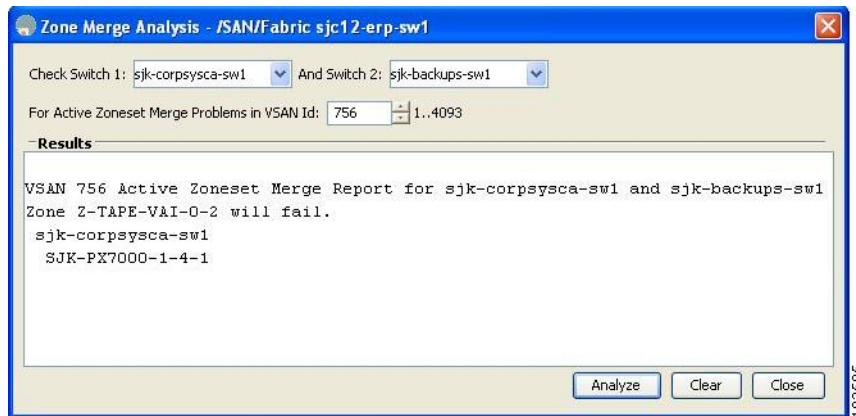 Zone Merge Analysis - /SAN/Fabric sjc12-erp-sw1
Check Switch 1: sjk-corpsysca-sw1 And Switch 2: sjk-backups-sw1
For Active Zoneset Merge Problems in VSAN Id: 756 1..4093
Results
VSAN 756 Active Zoneset Merge Report for sjk-corpsysca-sw1 and sjk-backups-sw1
Zone Z-TAPE-VAI-O-2 will fail.
sjk-corpsysca-sw1
SJK-PX7000-1-4-1
Analyze Clear Close